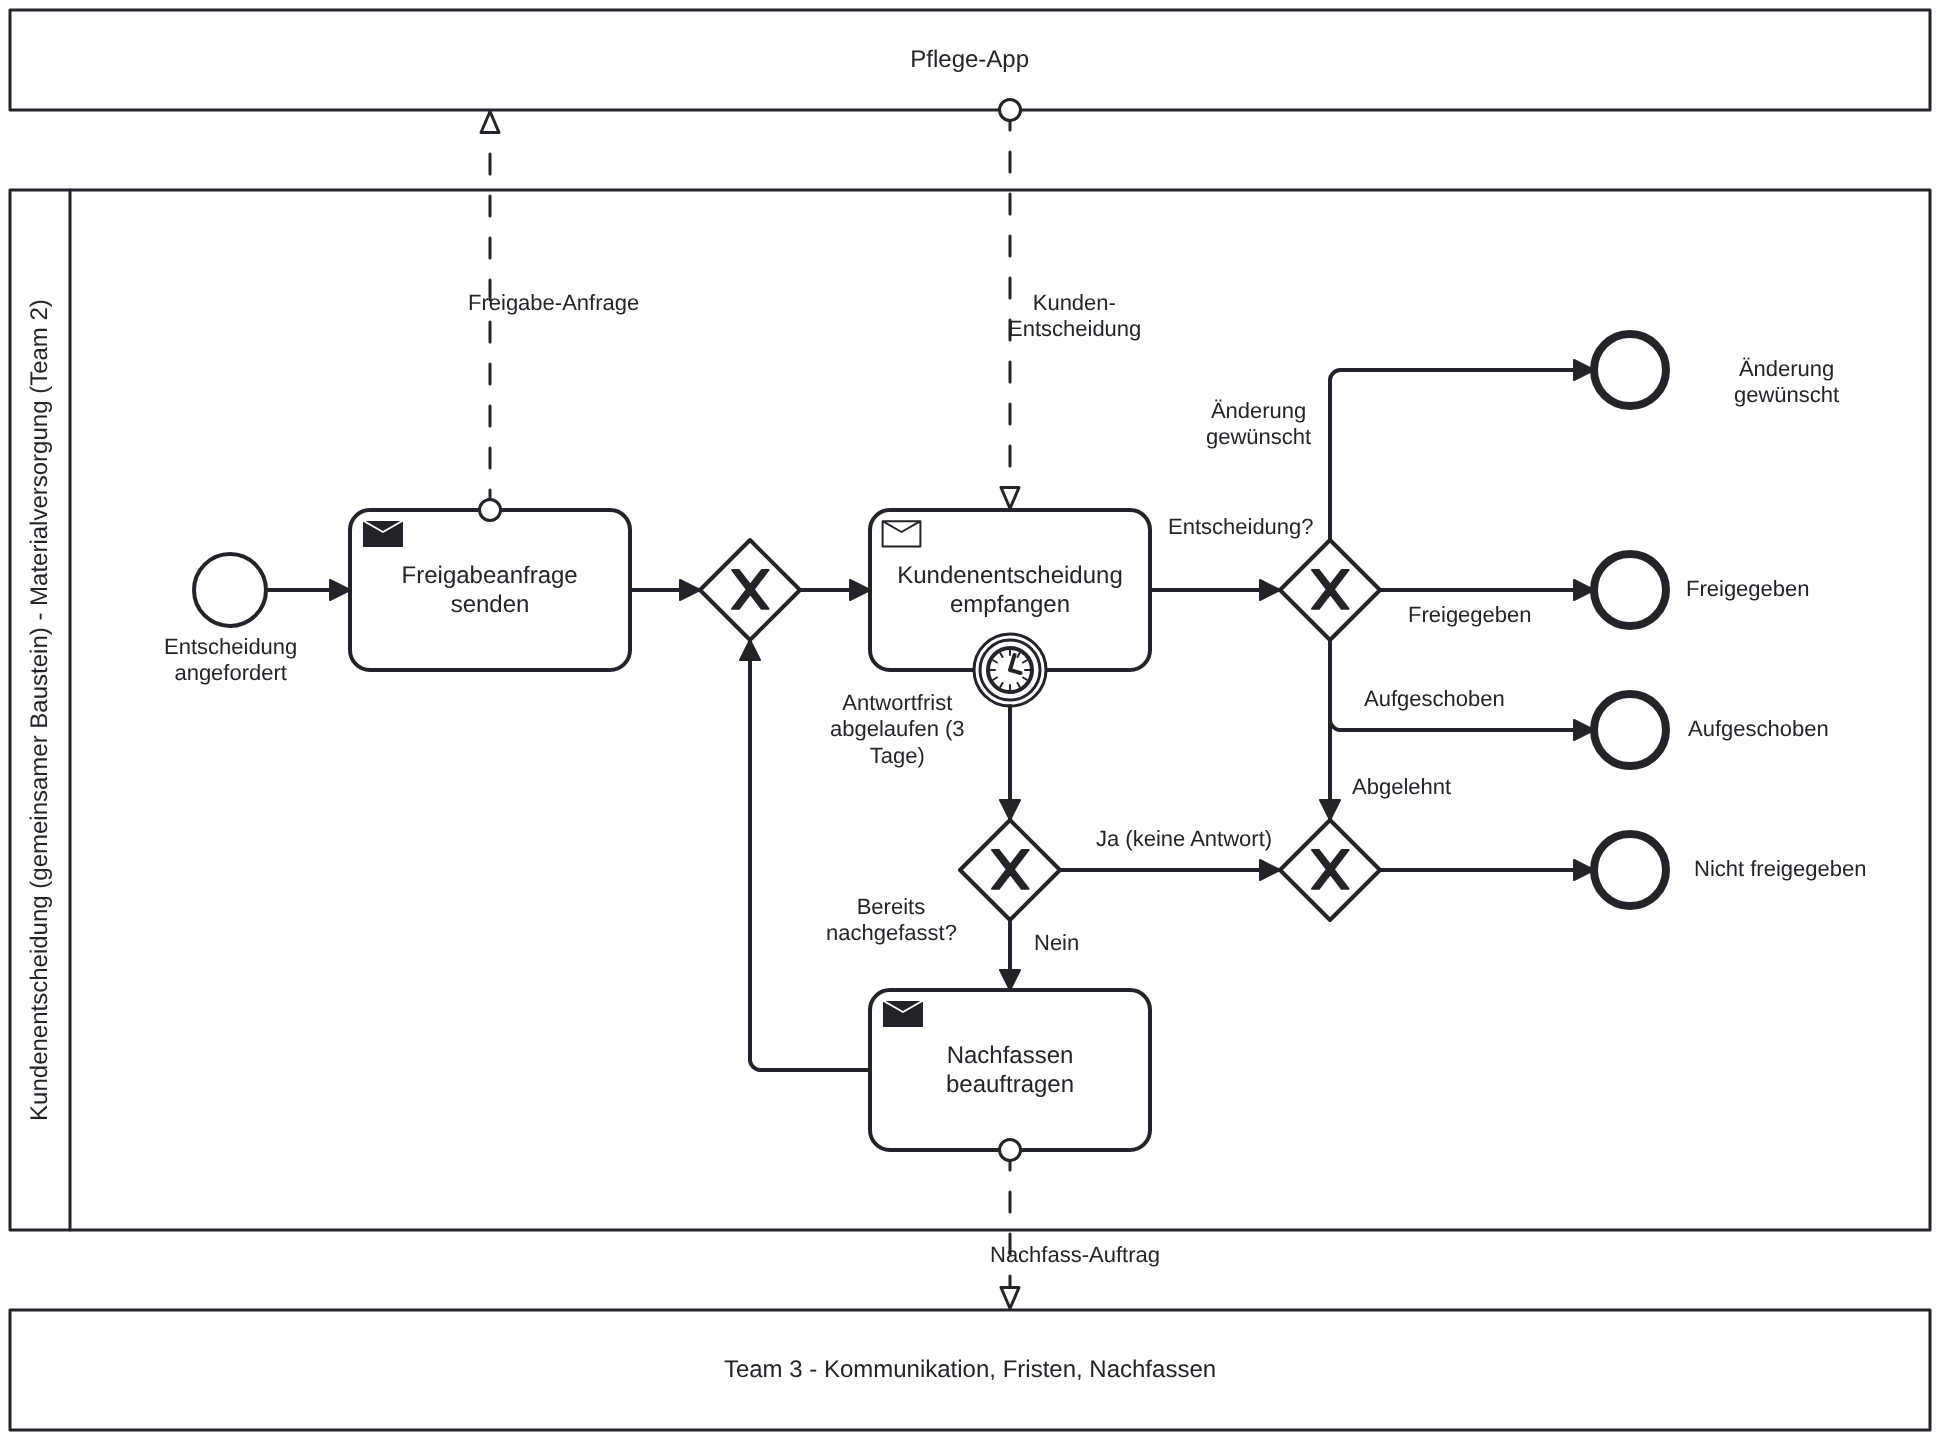 Pflege-App
Kundenentscheidung (gemeinsamer Baustein) - Materialversorgung (Team 2)
Freigabe-Anfrage
Kunden-
Entscheidung
Änderung
gewünscht
Änderung
gewünscht
Entscheidung?
Entscheidung
angefordert
Freigabeanfrage
senden
X
Kundenentscheidung
empfangen
X
Freigegeben
Freigegeben
Antwortfrist
abgelaufen (3
Tage)
Aufgeschoben
Aufgeschoben
Abgelehnt
Ja (keine Antwort)
X
X
Nicht freigegeben
Bereits
nachgefasst?
Nein
Nachfassen
beauftragen
Nachfass-Auftrag
Team 3 - Kommunikation, Fristen, Nachfassen